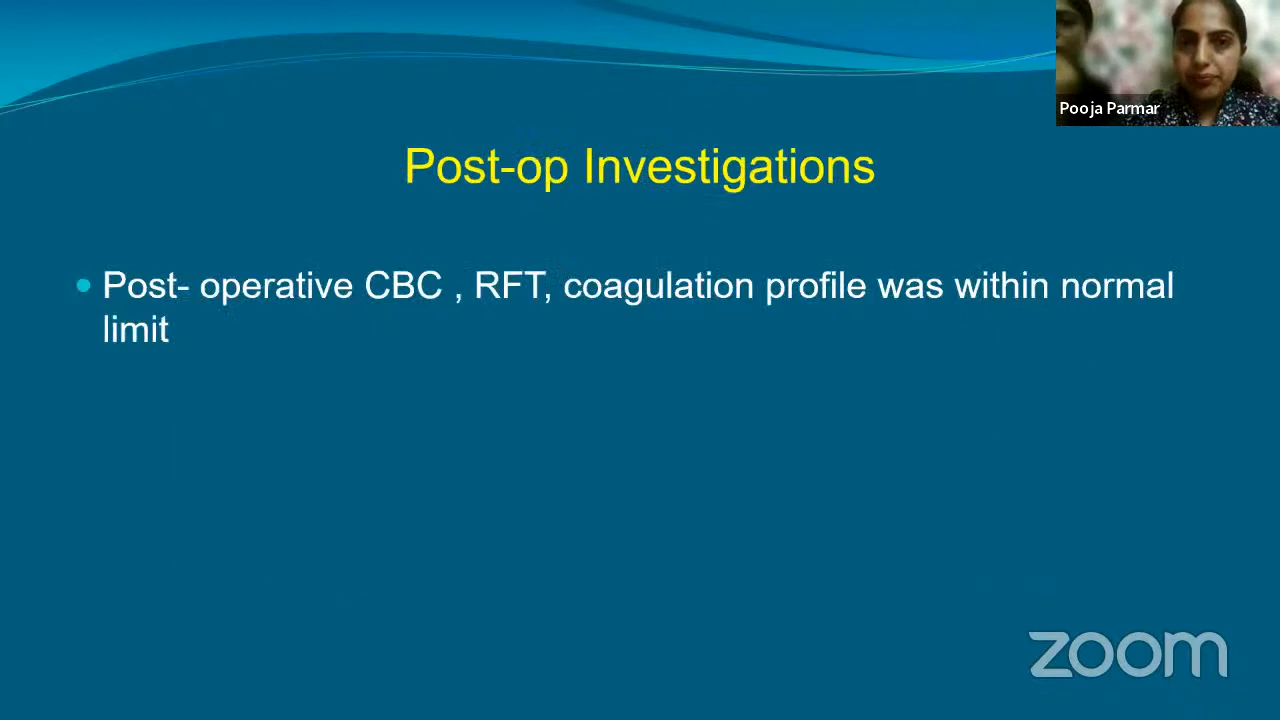 Pooja Parmar
Post-op Investigations
Post- operative CBC , RFT, coagulation profile was within normal
limit
zoom